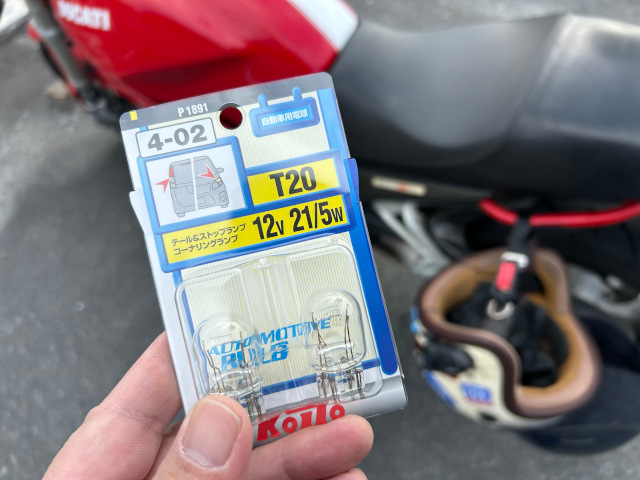 DUCATI
P 1891
4-02
自動車用電球
T20
テール&ストップランプ
コーナリングランプ
12V 21/5W
AUTOMOTIVE
BULB
Koito